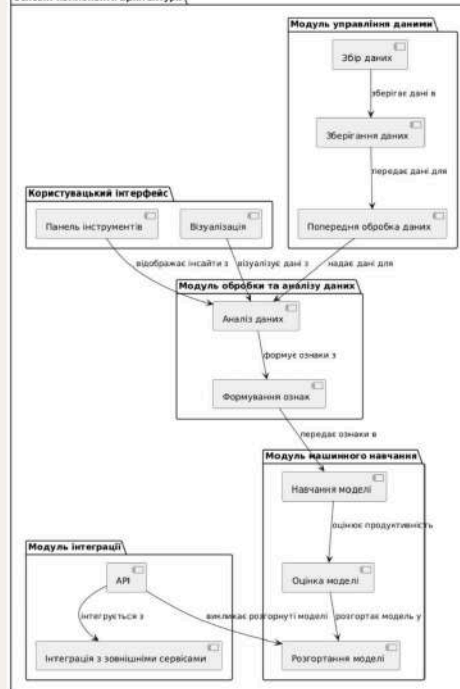 Модуль управління даними
Збір даних
зберігає дані в
Зберігання даних
передає дані для
Користувацький інтерфейс
Панель інструментів
Візуалізація
Попередня обробка даних
відображає інсайти з
візуалізує дані з
надає дані для
Модуль обробки та аналізу даних
Аналіз даних
формує ознаки з
Формування ознак
передає ознаки в
Модуль машинного навчання
Навчання моделі
оцінює продуктивність
Модуль інтеграції
API
Оцінка моделі
інтегрується з
викликає розгорнуті моделі
розгортає модель у
Інтеграція з зовнішніми сервісами
Розгортання моделі